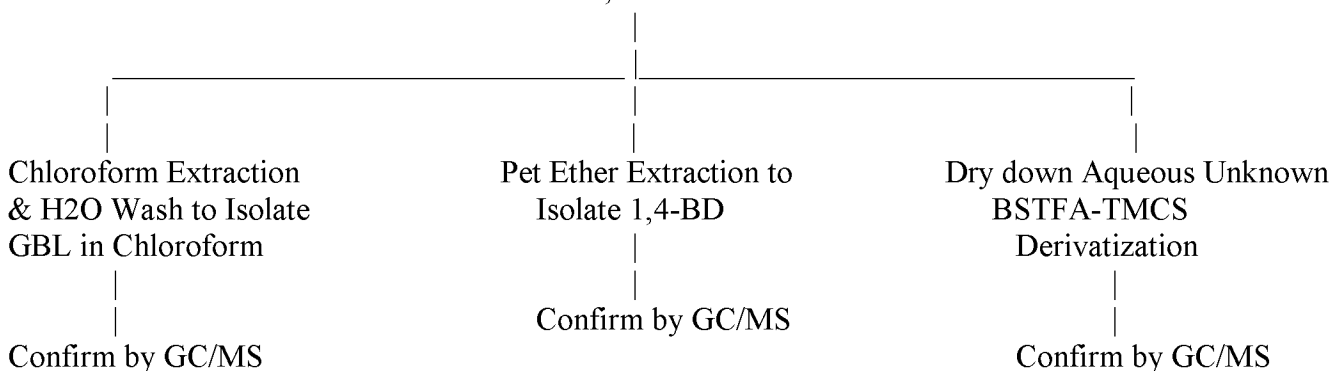 Chloroform Extraction
& H2O Wash to Isolate
GBL in Chloroform
Confirm by GC/MS
Pet Ether Extraction to
Isolate 1,4-BD
Confirm by GC/MS
Dry down Aqueous Unknown
BSTFA-TMCS
Derivatization
Confirm by GC/MS